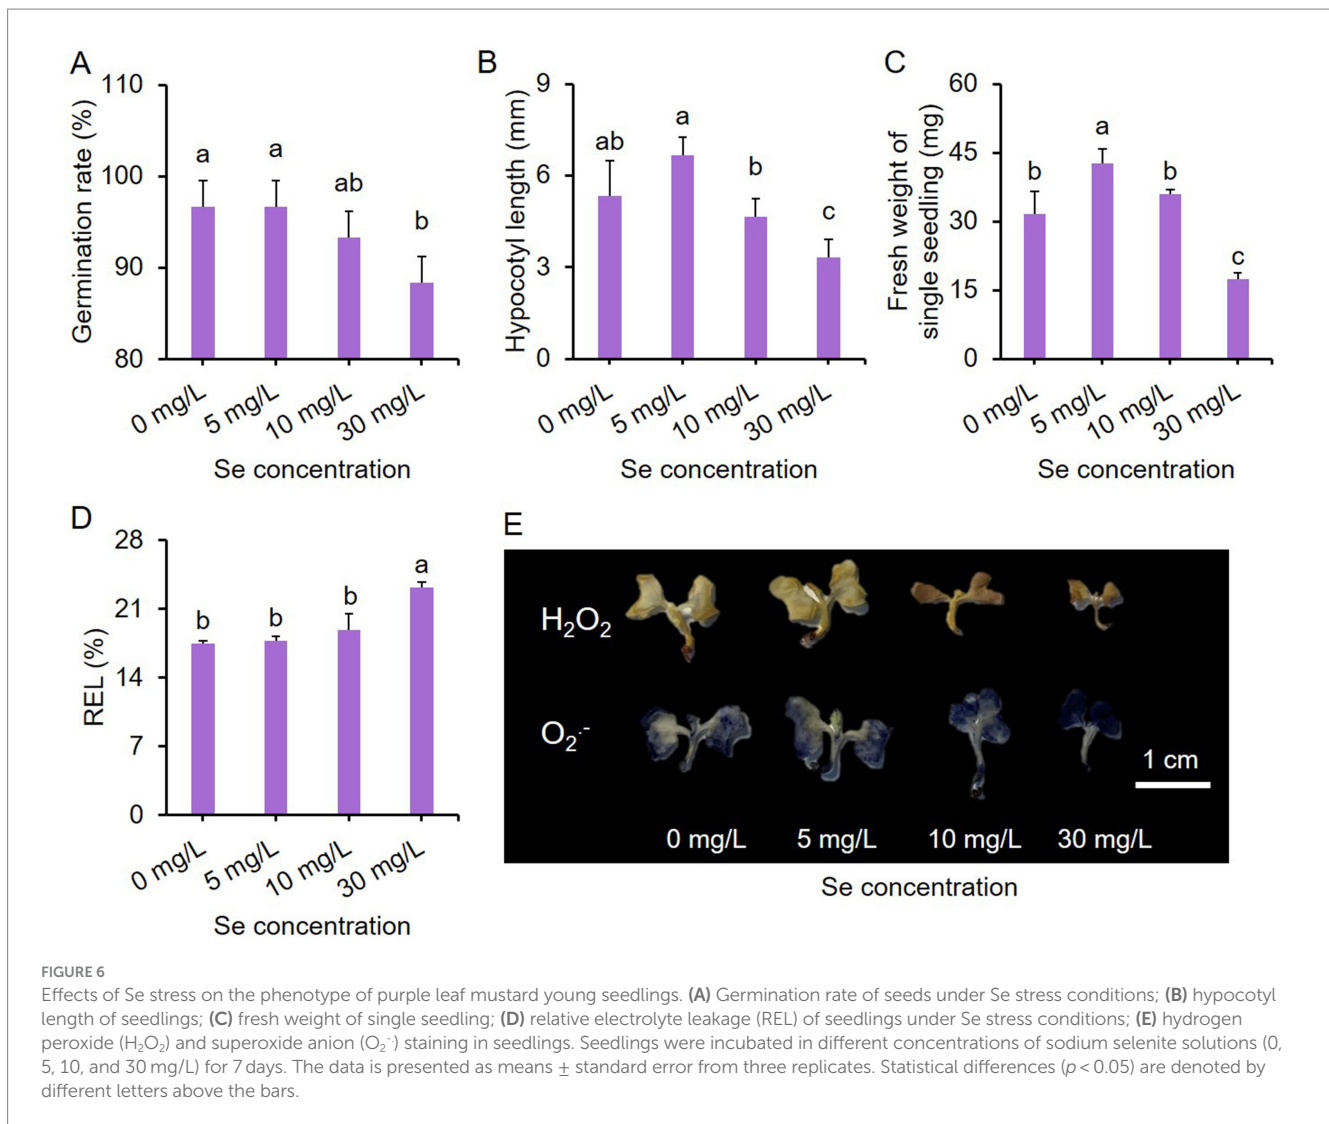 A
Germination rate (%)
110
100
90
80
a
a
ab
b
0 mg/L
5 mg/L
10 mg/L
30 mg/L
Se concentration
B
Hypocotyl length (mm)
9
6
3
0
ab
a
b
c
0 mg/L
5 mg/L
10 mg/L
30 mg/L
Se concentration
C
Fresh weight of
single seedling (mg)
60
45
30
15
0
b
a
b
c
0 mg/L
5 mg/L
10 mg/L
30 mg/L
Se concentration
D
REL (%)
28
21
14
7
0
b
b
b
a
0 mg/L
5 mg/L
10 mg/L
30 mg/L
Se concentration
E
H₂O₂
O₂·⁻
1 cm
0 mg/L 5 mg/L 10 mg/L 30 mg/L
Se concentration
FIGURE 6
Effects of Se stress on the phenotype of purple leaf mustard young seedlings. (A) Germination rate of seeds under Se stress conditions; (B) hypocotyl
length of seedlings; (C) fresh weight of single seedling; (D) relative electrolyte leakage (REL) of seedlings under Se stress conditions; (E) hydrogen
peroxide (H₂O₂) and superoxide anion (O₂⁻·) staining in seedlings. Seedlings were incubated in different concentrations of sodium selenite solutions (0,
5, 10, and 30 mg/L) for 7 days. The data is presented as means ± standard error from three replicates. Statistical differences (p < 0.05) are denoted by
different letters above the bars.